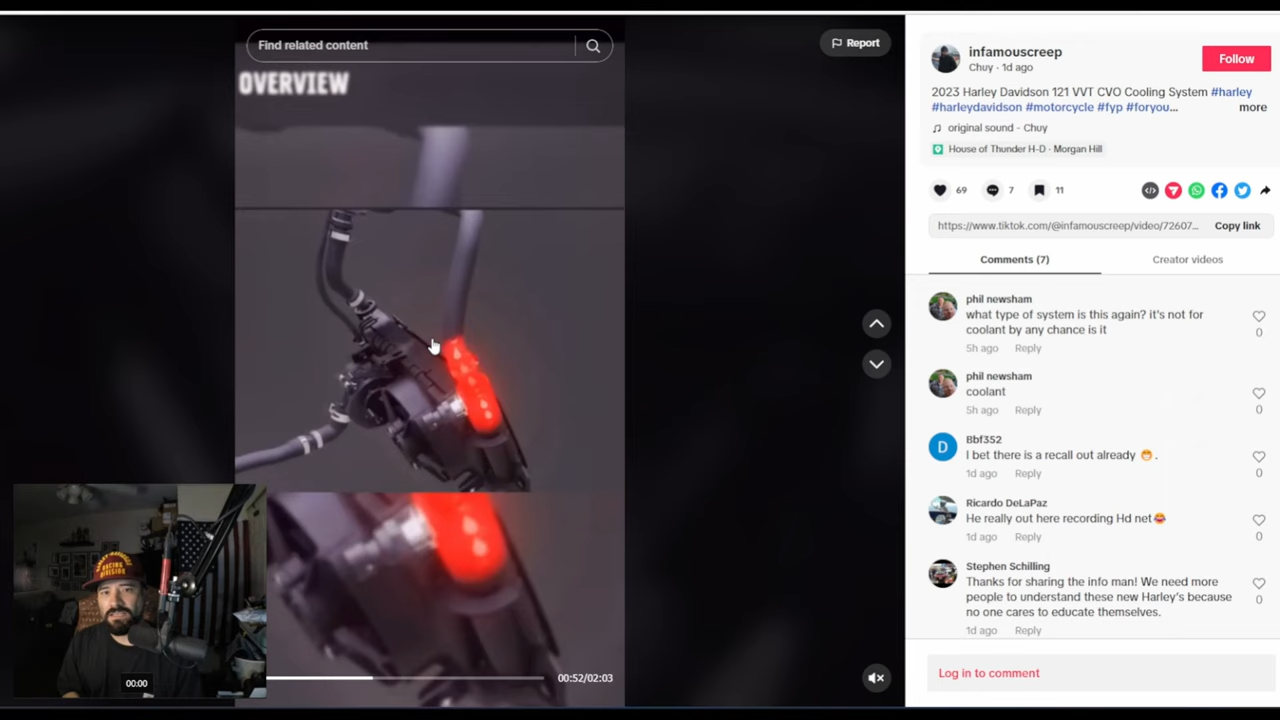 Find related content
Report
OVERVIEW
00:52/02:03
00:00
infamouscreep
Chuy · 1d ago
Follow
2023 Harley Davidson 121 VVT CVO Cooling System #harley
#harleydavidson #motorcycle #fyp #foryou...
more
original sound - Chuy
House of Thunder H-D - Morgan Hill
69
7
11
https://www.tiktok.com/@infamouscreep/video/72607...
Copy link
Comments (7)
Creator videos
phil newsham
what type of system is this again? it's not for
coolant by any chance is it
5h ago Reply
0
phil newsham
coolant
5h ago Reply
0
D
Bbf352
I bet there is a recall out already 😁.
1d ago Reply
0
Ricardo DeLaPaz
He really out here recording Hd net😂
1d ago Reply
0
Stephen Schilling
Thanks for sharing the info man! We need more
people to understand these new Harley's because
no one cares to educate themselves.
1d ago Reply
0
Log in to comment